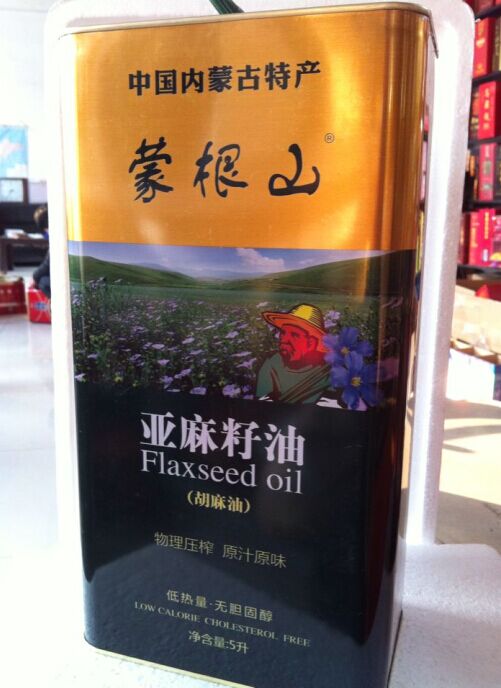 中国内蒙古特产
蒙根山®
亚麻籽油
Flaxseed oil
（胡麻油）
物理压榨 原汁原味
低热量·无胆固醇
LOW CALORIE CHOLESTEROL FREE
净含量:5升